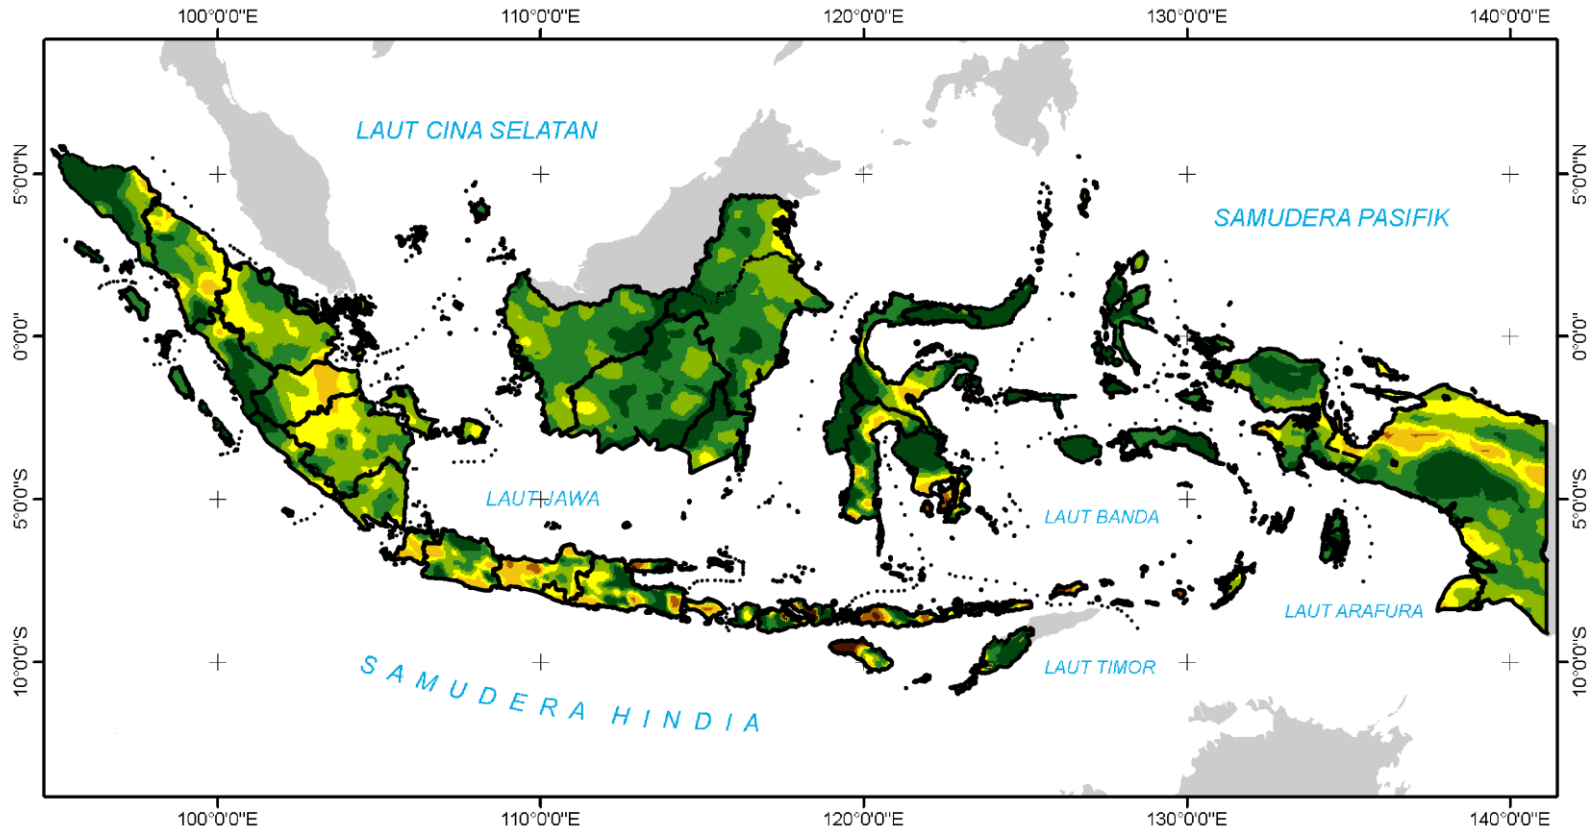 100°0'0"E 110°0'0"E 120°0'0"E 130°0'0"E 140°0'0"E
LAUT CINA SELATAN
5°0'0"N 5°0'0"N
SAMUDERA PASIFIK
0°0'0" 0°0'0"
LAUT JAWA
5°0'0"S 5°0'0"S
LAUT BANDA
LAUT ARAFURA
10°0'0"S 10°0'0"S
LAUT TIMOR
SAMUDERA HINDIA
100°0'0"E 110°0'0"E 120°0'0"E 130°0'0"E 140°0'0"E